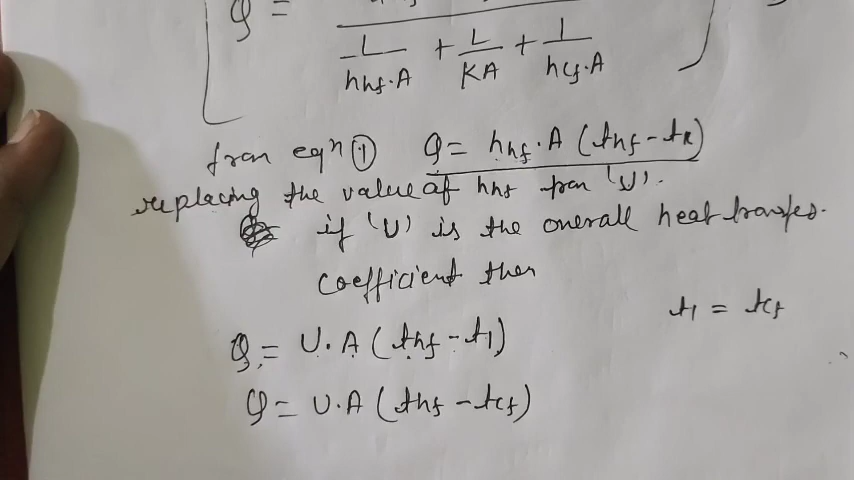 Q =
1/hhf·A + L/KA + 1/hcf·A
from eqn ① Q = hhf·A (thf - t1)
replacing the value of hhf from 'U'.
if 'U' is the overall heat transfer
coefficient then
t1 = tcf
Q = U·A (thf - t1)
Q = U·A (thf - tcf)